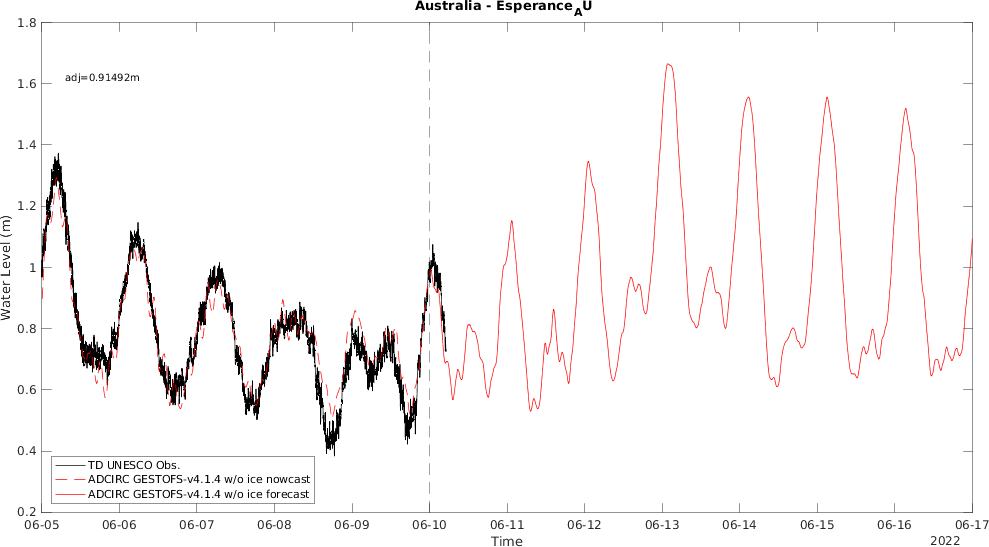 Australia - Esperance_AU
1.8
1.6
1.4
1.2
1
0.8
0.6
0.4
0.2
Water Level (m)
adj=0.91492m
TD UNESCO Obs.
ADCIRC GESTOFS-v4.1.4 w/o ice nowcast
ADCIRC GESTOFS-v4.1.4 w/o ice forecast
06-05 06-06 06-07 06-08 06-09 06-10 06-11 06-12 06-13 06-14 06-15 06-16 06-17
Time
2022